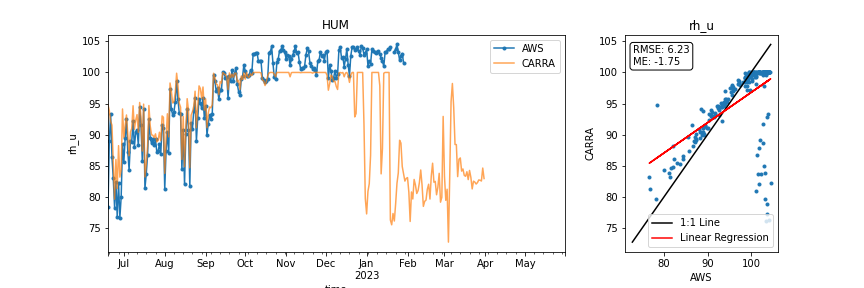 HUM
rh_u
105
100
95
90
85
80
75
rh_u
AWS
CARRA
Jul
Aug
Sep
Oct
Nov
Dec
Jan
2023
Feb
Mar
Apr
May
time
rh_u
RMSE: 6.23
ME: -1.75
CARRA
105
100
95
90
85
80
75
1:1 Line
Linear Regression
80
90
100
AWS